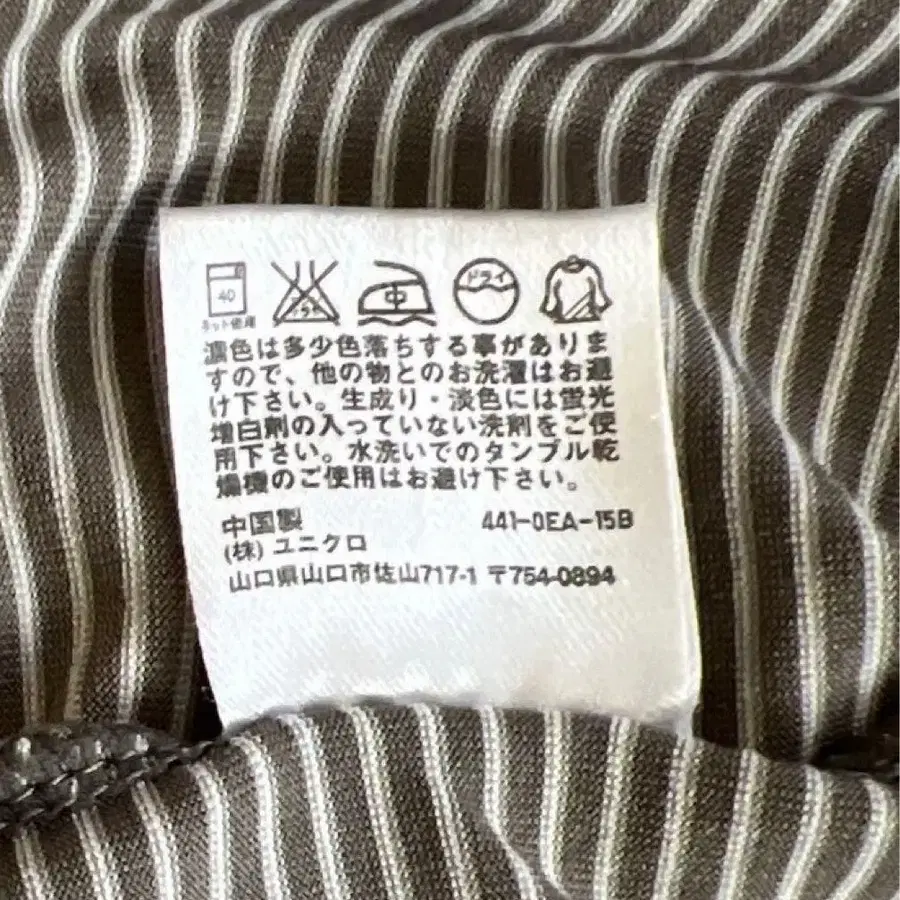 40
ネット使用
エンソサラシ
中
ドライ
濃色は多少色落ちする事がありま
すので、他の物とのお洗濯はお避
け下さい。生成り・淡色には蛍光
増白剤の入っていない洗剤をご使
用下さい。水洗いでのタンブル乾
燥機のご使用はお避け下さい。
中国製 441-0EA-15B
(株) ユニクロ
山口県山口市佐山717-1 〒754-0894